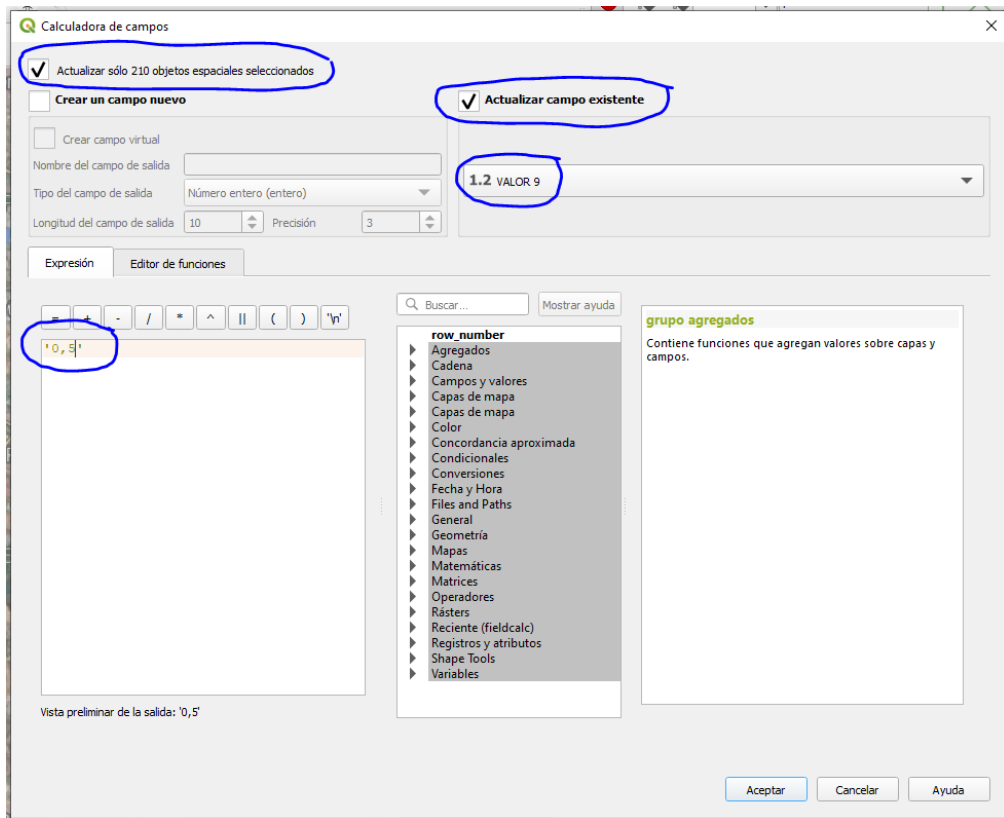 Calculadora de campos
Actualizar sólo 210 objetos espaciales seleccionados
Crear un campo nuevo
Actualizar campo existente
Crear campo virtual
Nombre del campo de salida
1.2 VALOR 9
Tipo del campo de salida Número entero (entero)
Longitud del campo de salida 10 Precisión 3
Expresión Editor de funciones
= + - / * ^ || ( ) '\n'
'0,5'
Vista preliminar de la salida: '0,5'
Buscar... Mostrar ayuda
row_number
Agregados
Cadena
Campos y valores
Capas de mapa
Capas de mapa
Color
Concordancia aproximada
Condicionales
Conversiones
Fecha y Hora
Files and Paths
General
Geometría
Mapas
Matemáticas
Matrices
Operadores
Rásters
Reciente (fieldcalc)
Registros y atributos
Shape Tools
Variables
grupo agregados
Contiene funciones que agregan valores sobre capas y
campos.
Aceptar Cancelar Ayuda